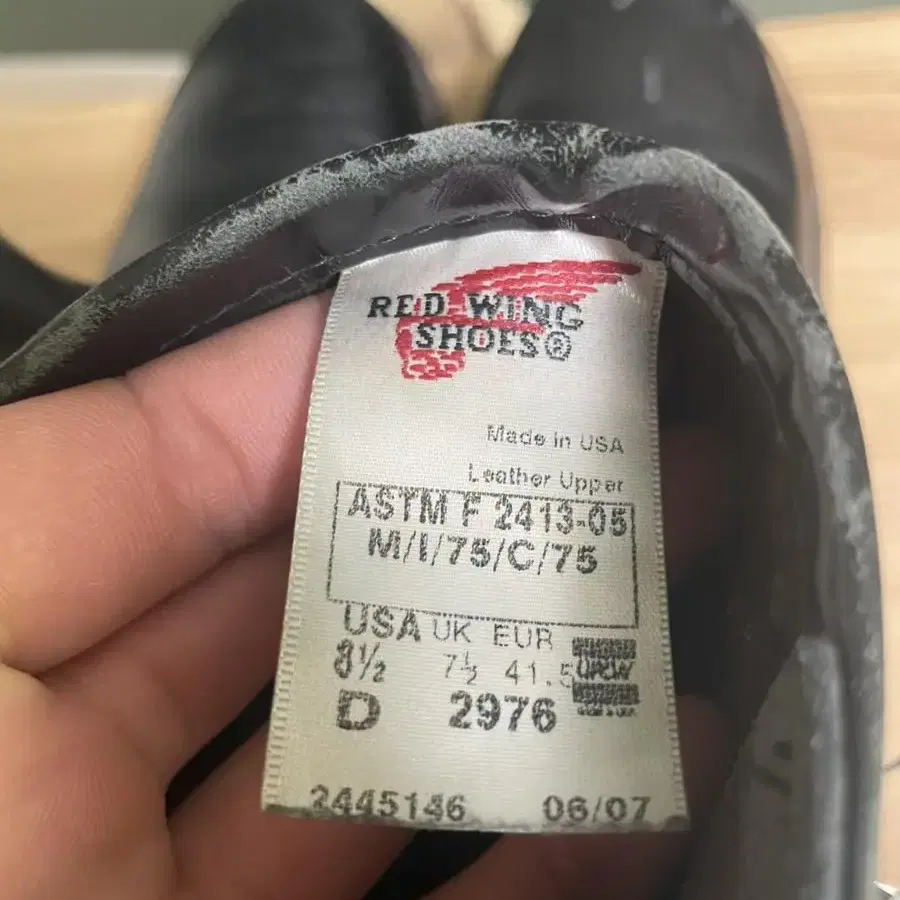 RED WING
SHOES®
Made in USA
Leather Upper
ASTM F 2413-05
M/I/75/C/75
USA UK EUR
8½ 7½ 41.5
D 2976
2445146 06/07